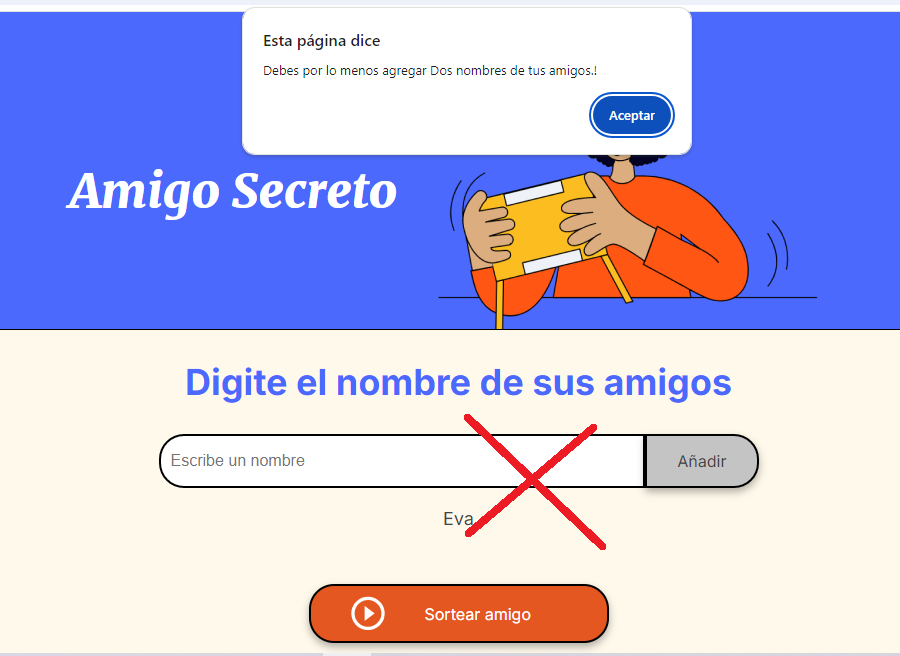 Esta página dice
Debes por lo menos agregar Dos nombres de tus amigos.!
Aceptar
Amigo Secreto
Digite el nombre de sus amigos
Escribe un nombre
Añadir
Eva
Sortear amigo